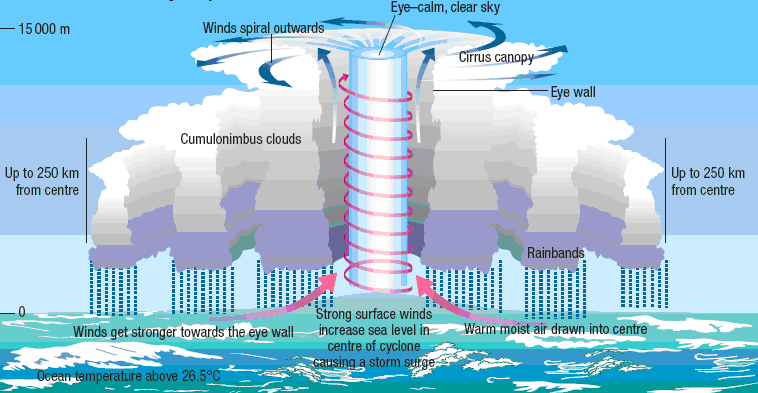 Eye–calm, clear sky
15 000 m
Winds spiral outwards
Cirrus canopy
Eye wall
Cumulonimbus clouds
Up to 250 km
from centre
Up to 250 km
from centre
Rainbands
0
Winds get stronger towards the eye wall
Strong surface winds
increase sea level in
centre of cyclone
causing a storm surge
Warm moist air drawn into centre
Ocean temperature above 26.5°C